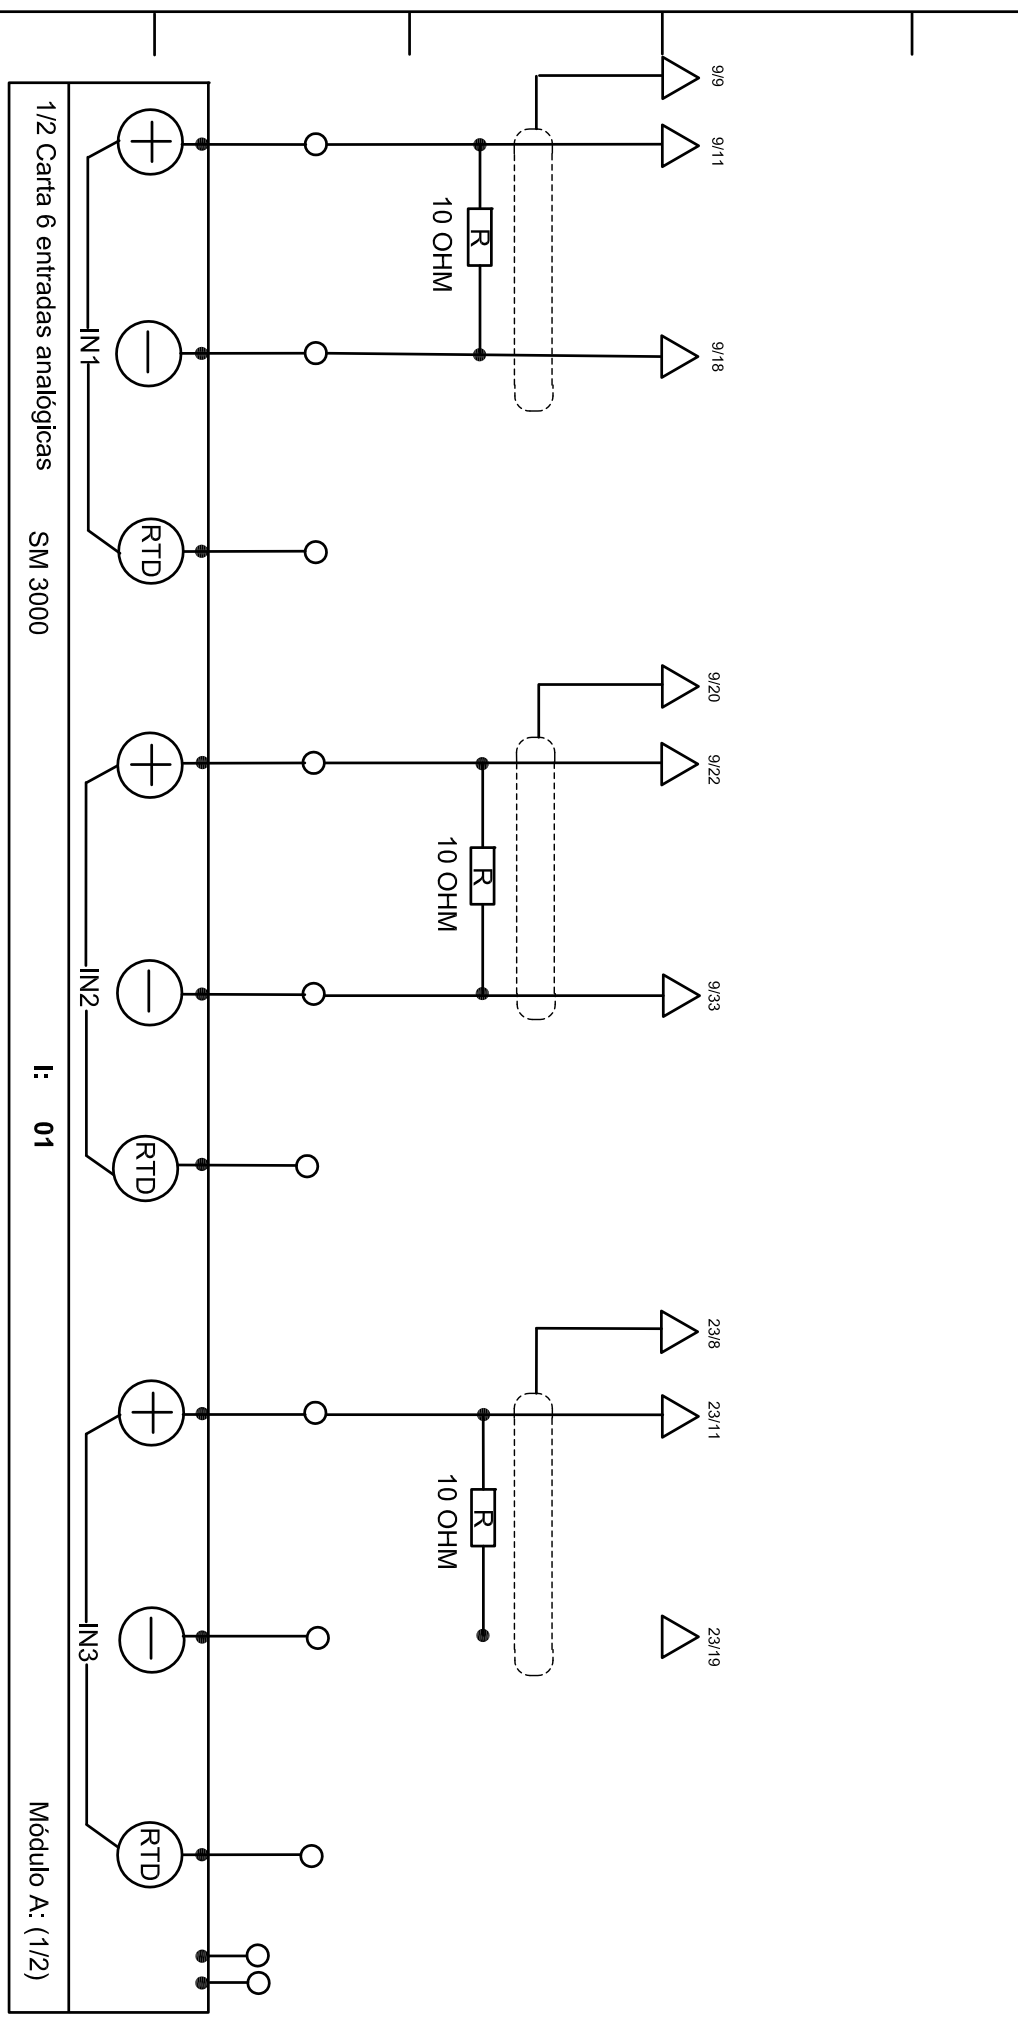 9/9
9/11
9/18
9/20
9/22
9/33
23/8
23/11
23/19
R
10 OHM
R
10 OHM
R
10 OHM
RTD
RTD
RTD
IN1
IN2
IN3
1/2 Carta 6 entradas analógicas SM 3000 I: 01 Módulo A: (1/2)